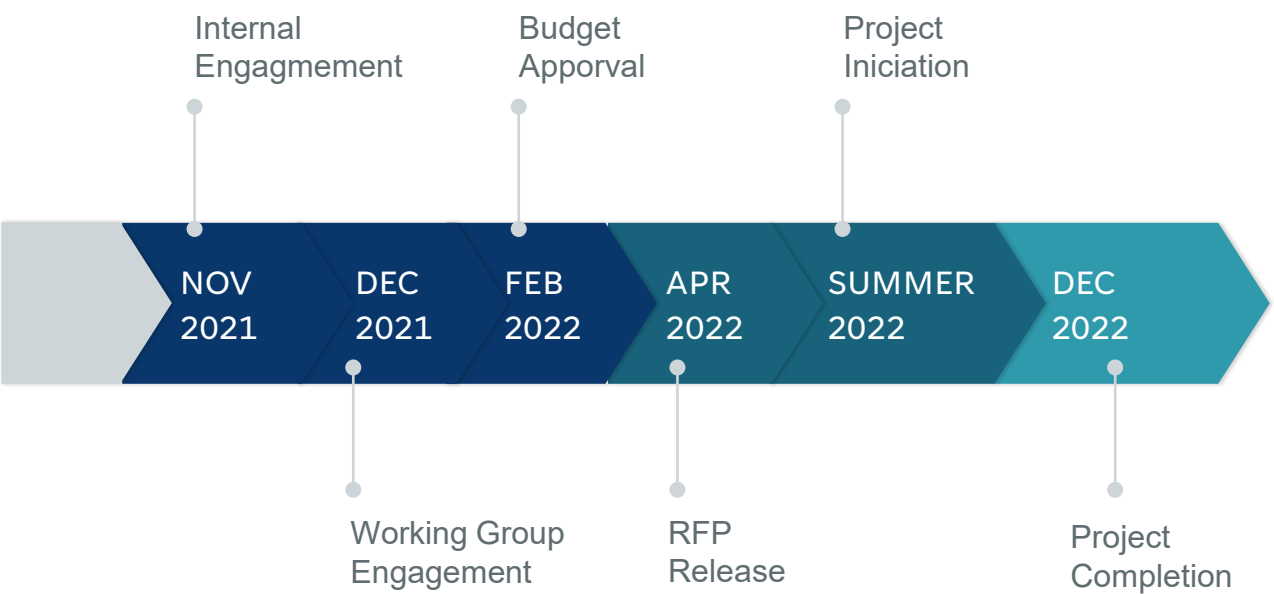 Internal
Engagmement
Budget
Apporval
Project
Iniciation
NOV
2021
DEC
2021
FEB
2022
APR
2022
SUMMER
2022
DEC
2022
Working Group
Engagement
RFP
Release
Project
Completion